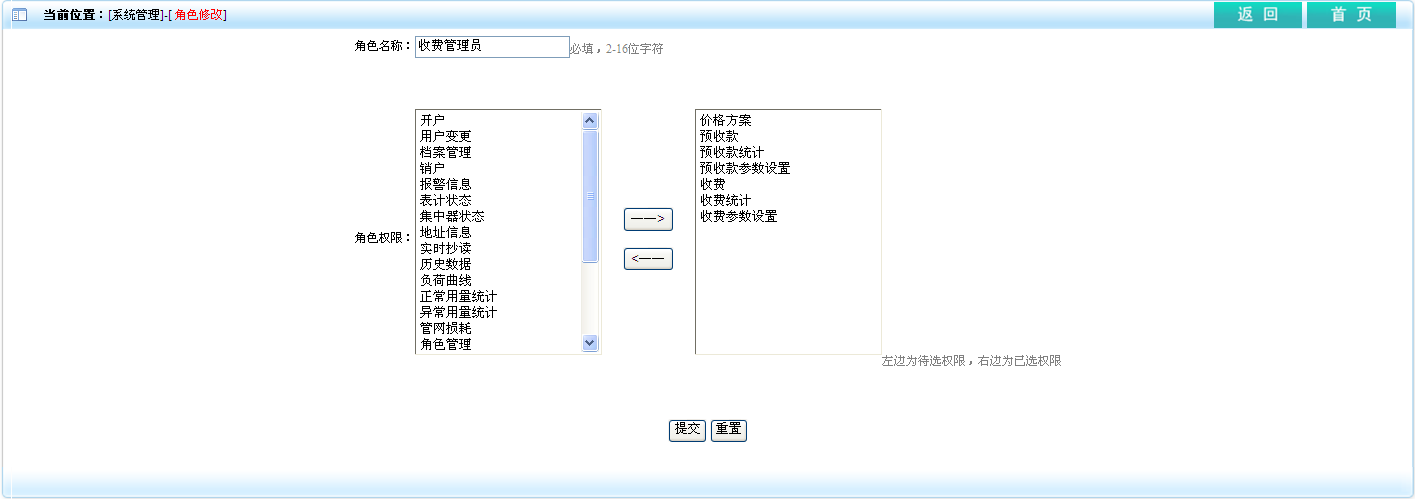 当前位置：[系统管理]-[ 角色修改]
返 回
首 页
角色名称：
收费管理员
必填，2-16位字符
角色权限：
开户
用户变更
档案管理
销户
报警信息
表计状态
集中器状态
地址信息
实时抄读
历史数据
负荷曲线
正常用量统计
异常用量统计
管网损耗
角色管理
——>
<——
价格方案
预收款
预收款统计
预收款参数设置
收费
收费统计
收费参数设置
左边为待选权限，右边为已选权限
提交
重置